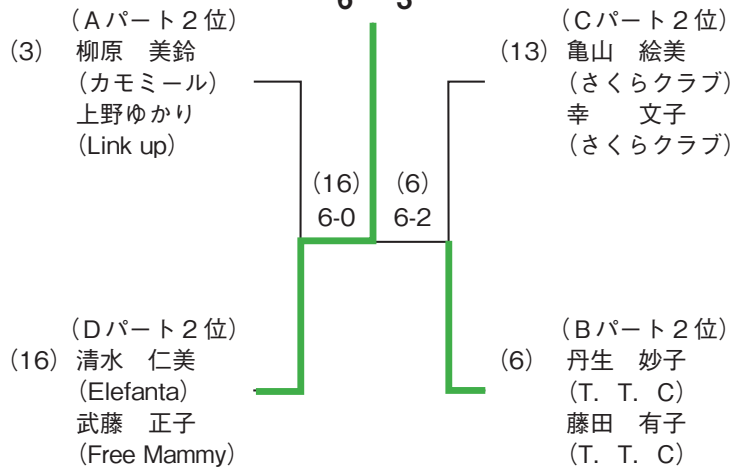 6 3
（Aパート２位）
(3) 柳原　美鈴
（カモミール）
上野ゆかり
（Link up）
（Cパート２位）
(13) 亀山　絵美
（さくらクラブ）
幸　　文子
（さくらクラブ）
(16)
6-0
(6)
6-2
（Dパート２位）
(16) 清水　仁美
（Elefanta）
武藤　正子
（Free Mammy）
（Bパート２位）
(6) 丹生　妙子
（T. T. C）
藤田　有子
（T. T. C）